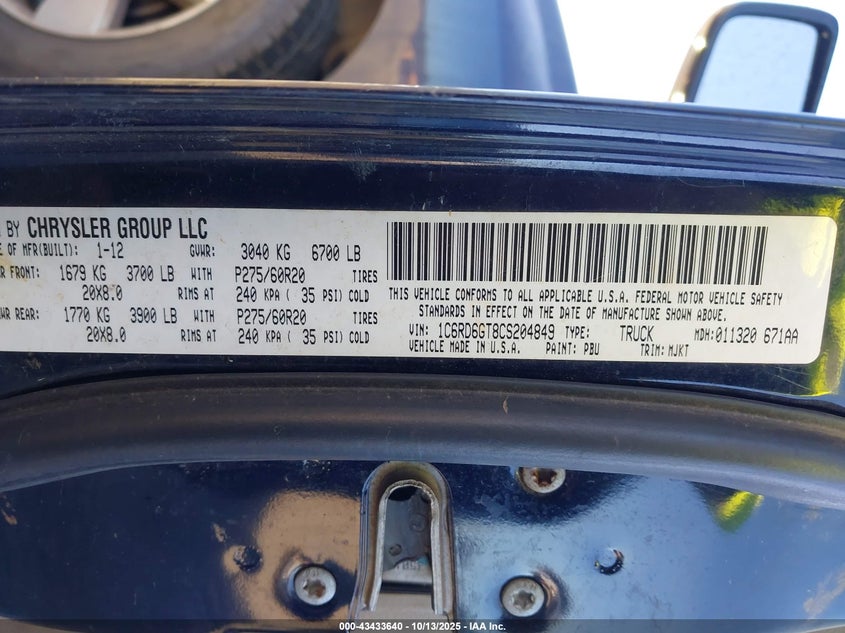 BY CHRYSLER GROUP LLC
OF MFR(BUILT): 1-12 GVWR: 3040 KG 6700 LB
FRONT: 1679 KG 3700 LB WITH P275/60R20 TIRES
20X8.0 RIMS AT 240 KPA ( 35 PSI) COLD
REAR: 1770 KG 3900 LB WITH P275/60R20 TIRES
20X8.0 RIMS AT 240 KPA ( 35 PSI) COLD
THIS VEHICLE CONFORMS TO ALL APPLICABLE U.S.A. FEDERAL MOTOR VEHICLE SAFETY
STANDARDS IN EFFECT ON THE DATE OF MANUFACTURE SHOWN ABOVE.
VIN: 1C6RD6GT8CS204849 TYPE: TRUCK MDH: 011320 671AA
VEHICLE MADE IN U.S.A. PAINT: PBU TRIM: MJKT
000-43433640 - 10/13/2025 - IAA Inc.